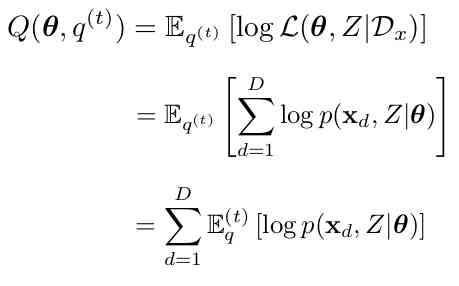 Q(θ, q^{(t)}) = 𝔼_{q^{(t)}} [log ℒ(θ, Z|𝒟_x)]
= 𝔼_{q^{(t)}} [∑_{d=1}^{D} log p(𝐱_d, Z|θ)]
= ∑_{d=1}^{D} 𝔼_q^{(t)} [log p(𝐱_d, Z|θ)]